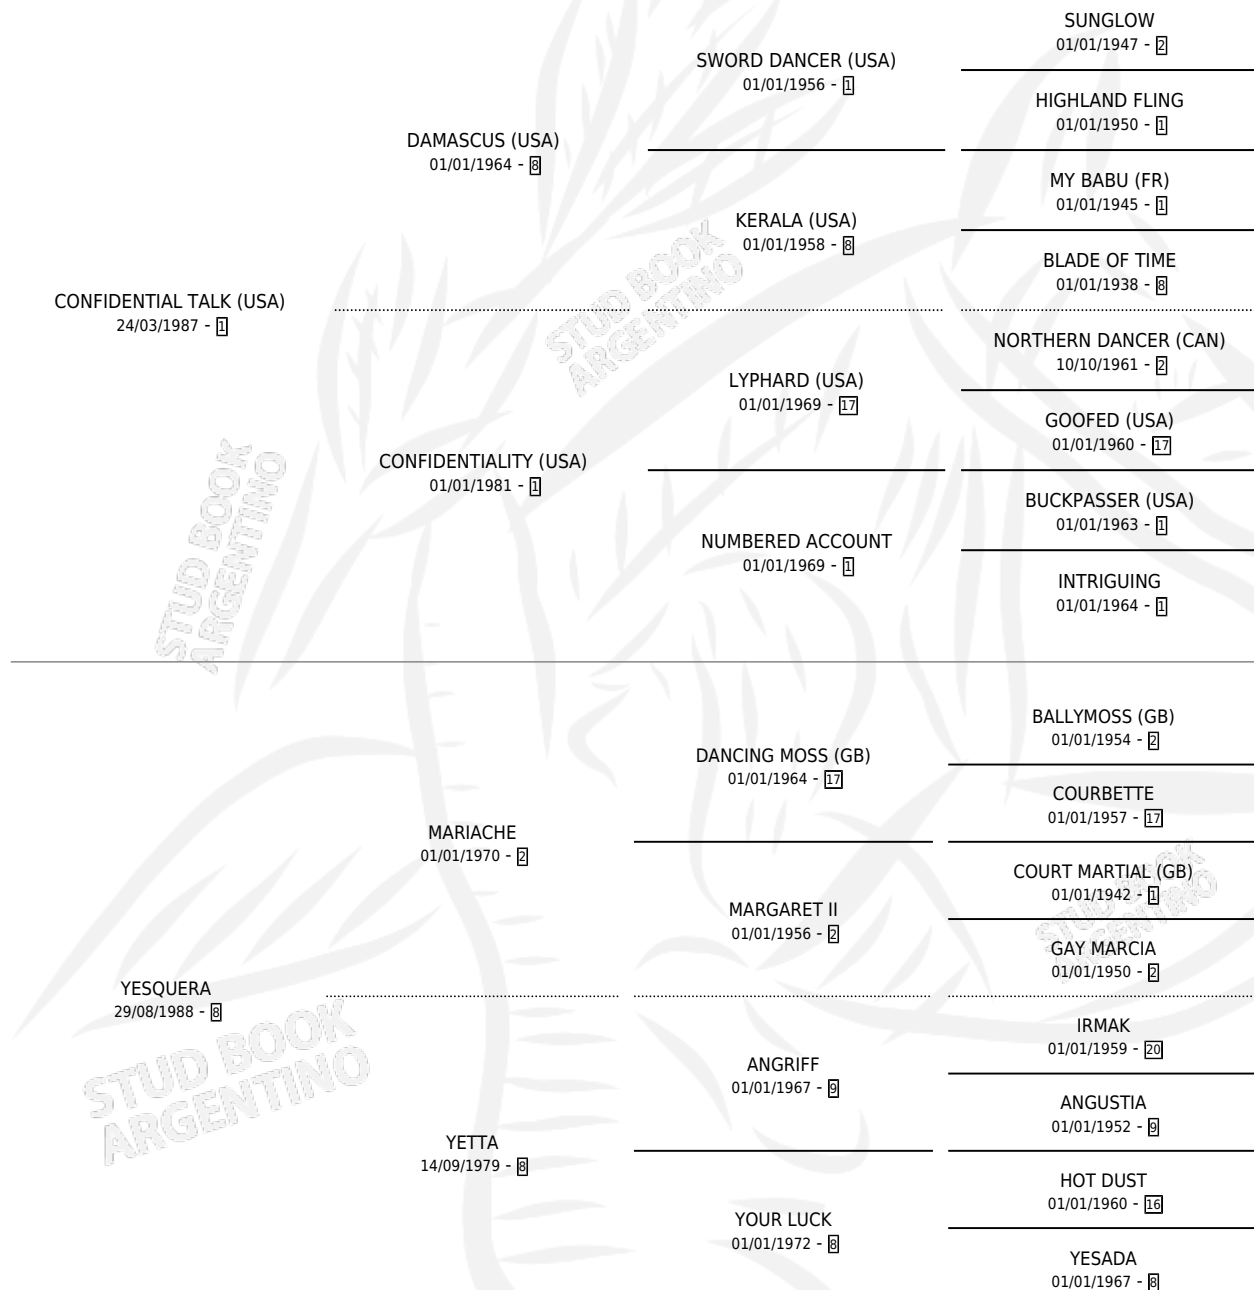 SUNGLOW
01/01/1947 - 2
SWORD DANCER (USA)
01/01/1956 - 1
HIGHLAND FLING
01/01/1950 - 1
DAMASCUS (USA)
01/01/1964 - 8
MY BABU (FR)
01/01/1945 - 1
KERALA (USA)
01/01/1958 - 8
BLADE OF TIME
01/01/1938 - 8
CONFIDENTIAL TALK (USA)
24/03/1987 - 1
NORTHERN DANCER (CAN)
10/10/1961 - 2
LYPHARD (USA)
01/01/1969 - 17
GOOFED (USA)
01/01/1960 - 17
CONFIDENTIALITY (USA)
01/01/1981 - 1
BUCKPASSER (USA)
01/01/1963 - 1
NUMBERED ACCOUNT
01/01/1969 - 1
INTRIGUING
01/01/1964 - 1
BALLYMOSS (GB)
01/01/1954 - 2
DANCING MOSS (GB)
01/01/1964 - 17
COURBETTE
01/01/1957 - 17
MARIACHE
01/01/1970 - 2
COURT MARTIAL (GB)
01/01/1942 - 1
MARGARET II
01/01/1956 - 2
GAY MARCIA
01/01/1950 - 2
YESQUERA
29/08/1988 - 8
IRMAK
01/01/1959 - 20
ANGRIFF
01/01/1967 - 9
ANGUSTIA
01/01/1952 - 9
YETTA
14/09/1979 - 8
HOT DUST
01/01/1960 - 16
YOUR LUCK
01/01/1972 - 8
YESADA
01/01/1967 - 8
STUD BOOK
ARGENTINO
STUD BOOK
ARGENTINO
STUD BOOK
ARGENTINO
STUD BOOK
ARGENTINO